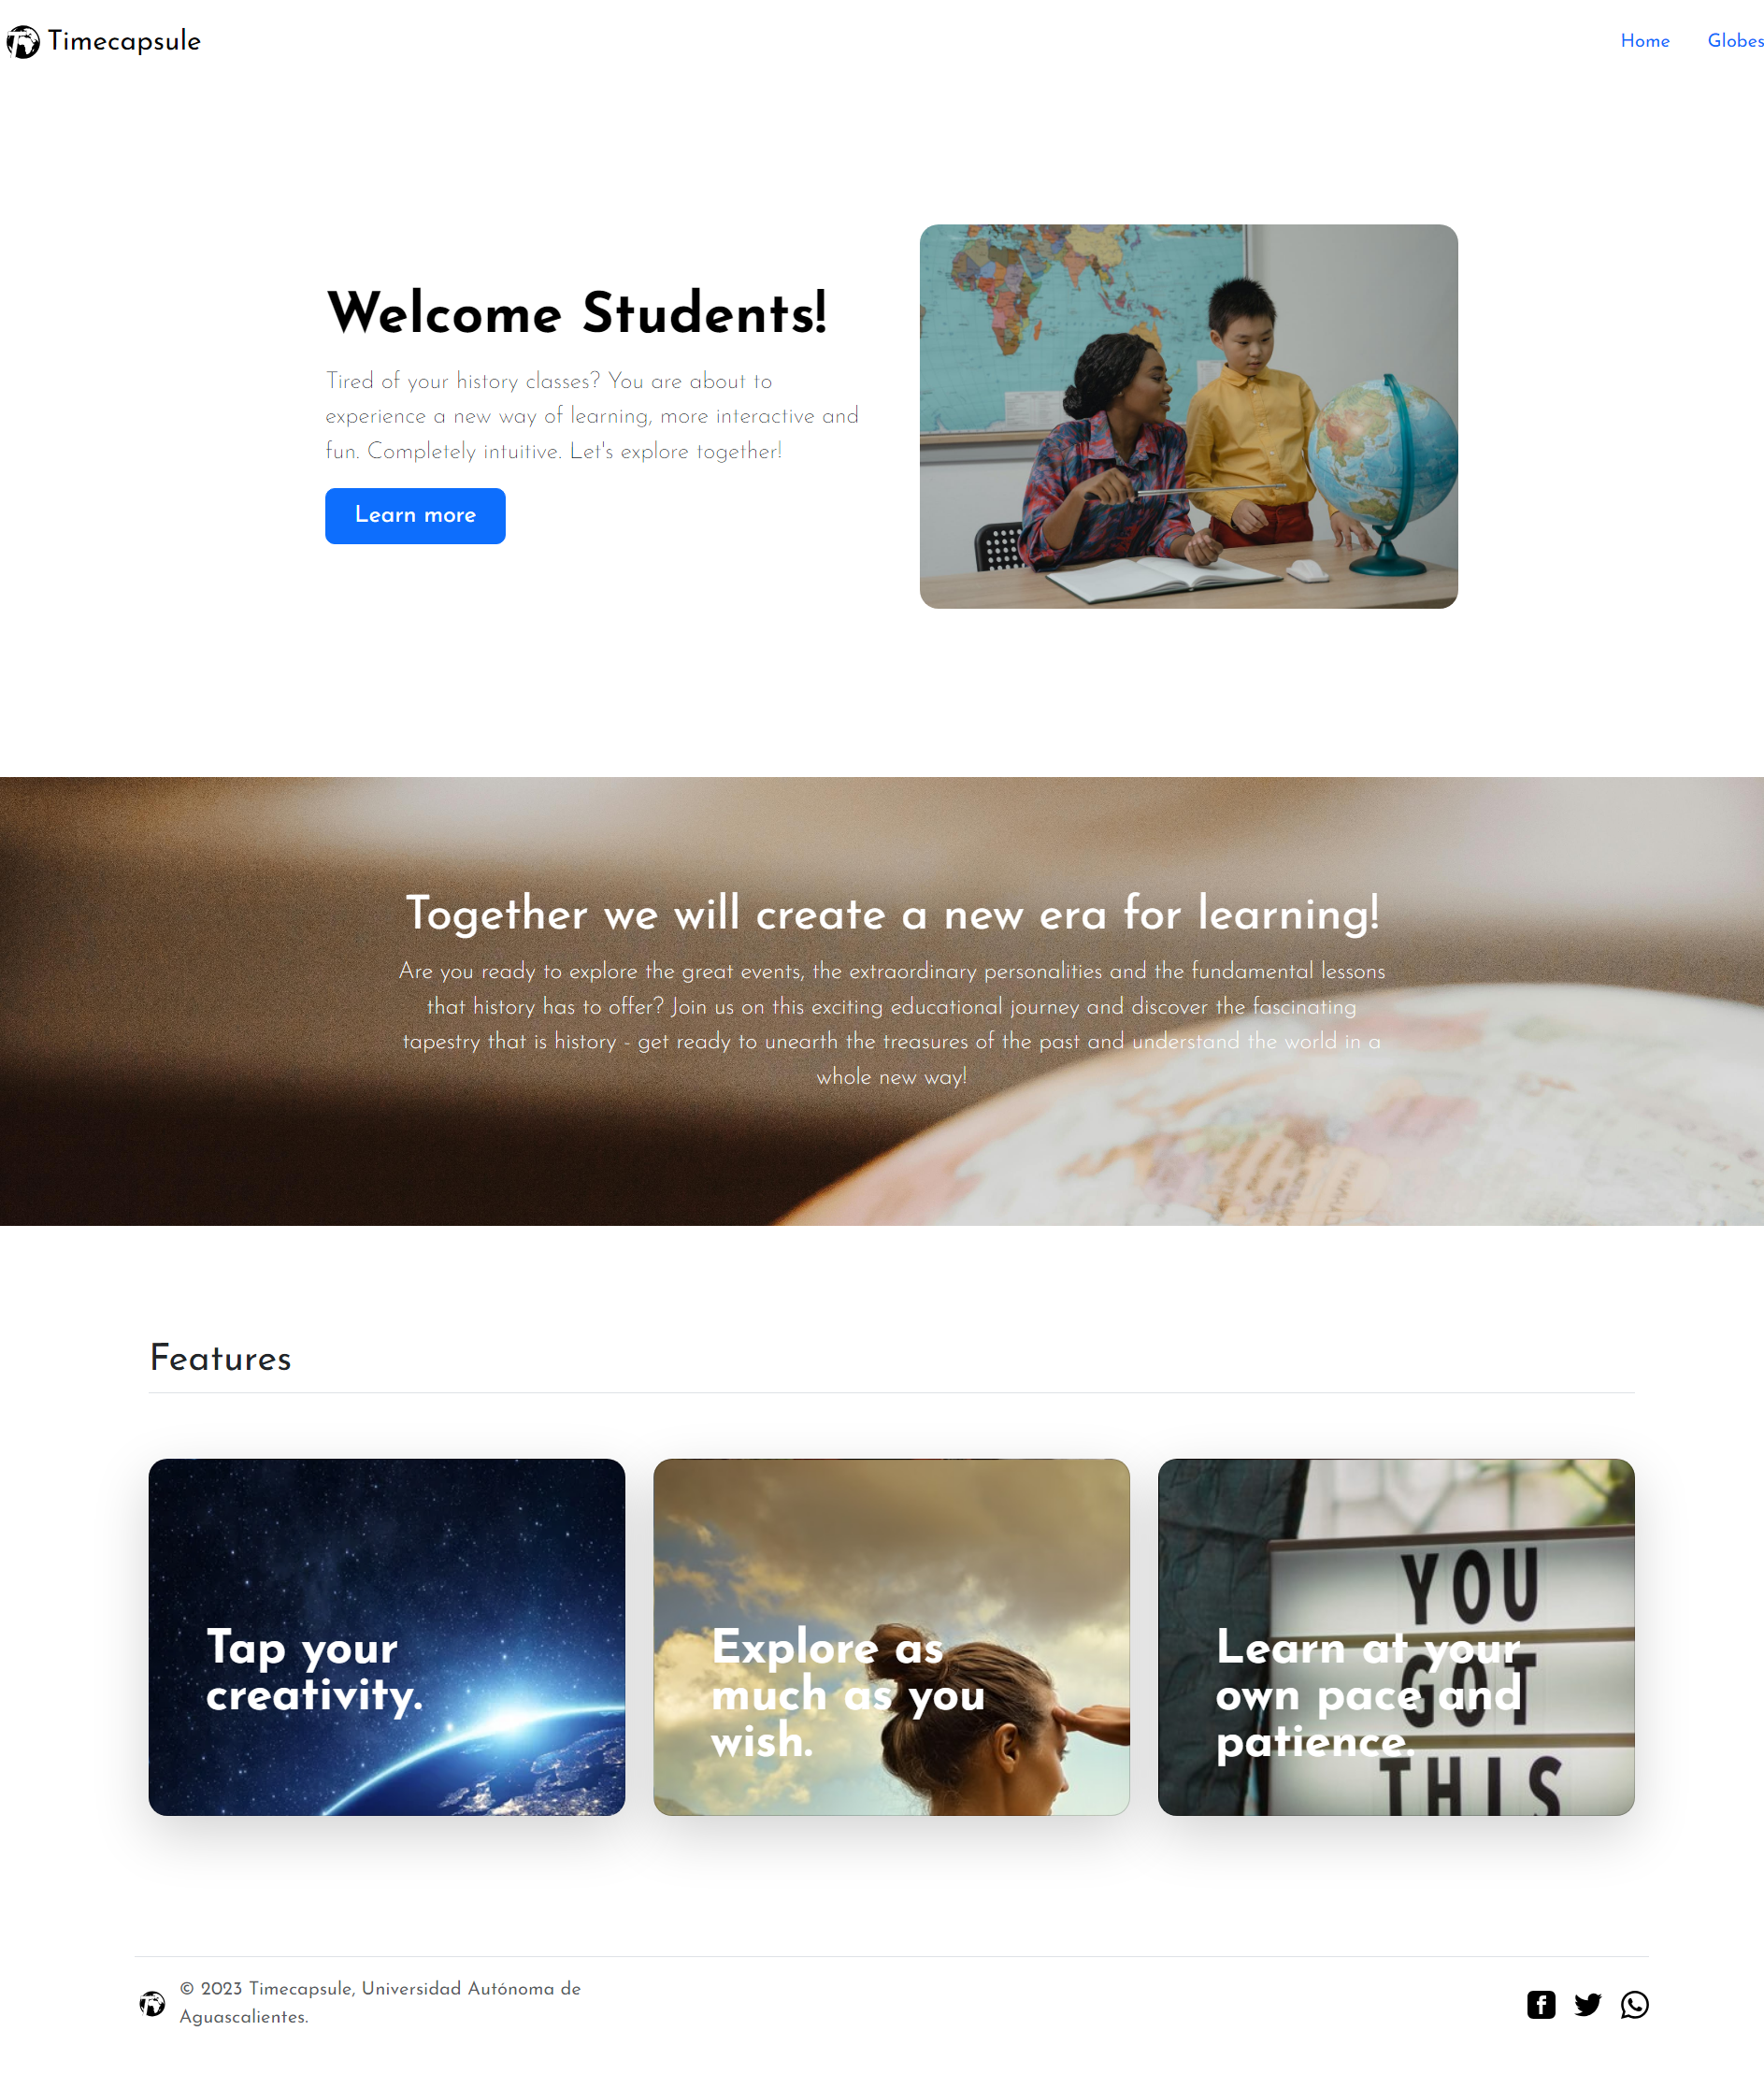 Timecapsule
Home
Globes
Welcome Students!
Tired of your history classes? You are about to
experience a new way of learning, more interactive and
fun. Completely intuitive. Let's explore together!
Learn more
Together we will create a new era for learning!
Are you ready to explore the great events, the extraordinary personalities and the fundamental lessons
that history has to offer? Join us on this exciting educational journey and discover the fascinating
tapestry that is history - get ready to unearth the treasures of the past and understand the world in a
whole new way!
Features
Tap your
creativity.
Explore as
much as you
wish.
Learn at your
own pace and
patience.
YOU
GOT
THIS
© 2023 Timecapsule, Universidad Autónoma de
Aguascalientes.